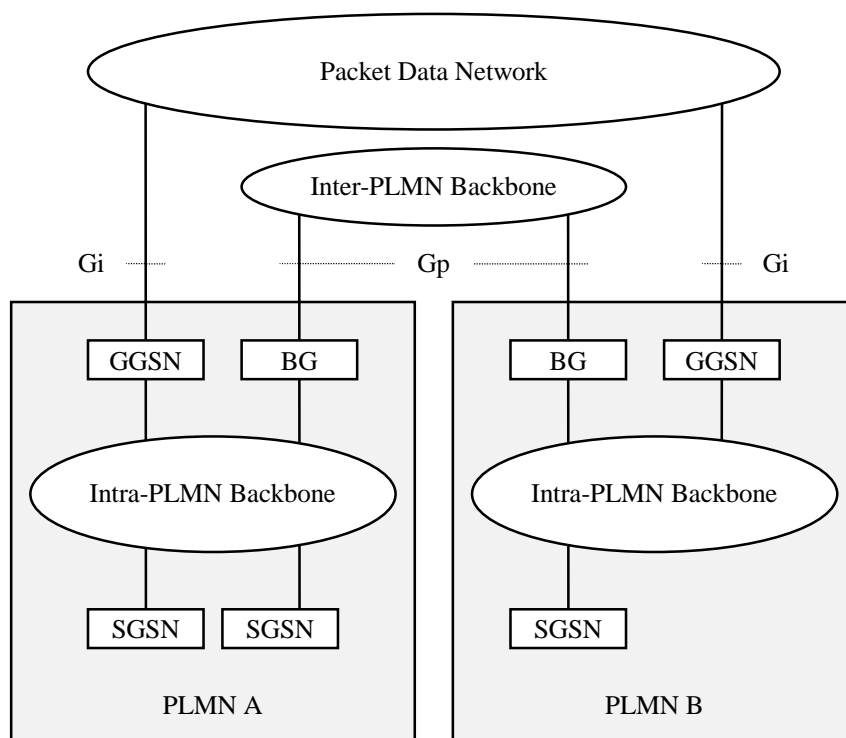 Packet Data Network
Inter-PLMN Backbone
Gi
Gp
Gi
GGSN
BG
BG
GGSN
Intra-PLMN Backbone
Intra-PLMN Backbone
SGSN
SGSN
SGSN
PLMN A
PLMN B